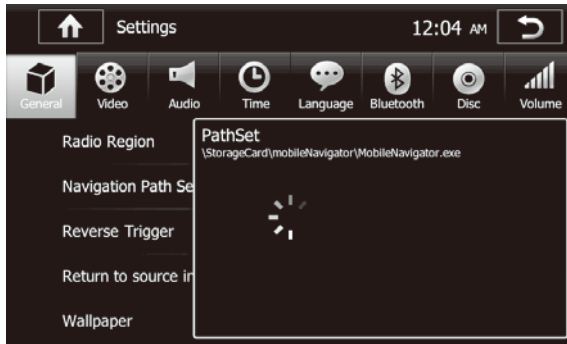 Settings
12:04 AM
General Video Audio Time Language Bluetooth Disc Volume
Radio Region
PathSet
\StorageCard\mobileNavigator\MobileNavigator.exe
Navigation Path Se
Reverse Trigger
Return to source in
Wallpaper